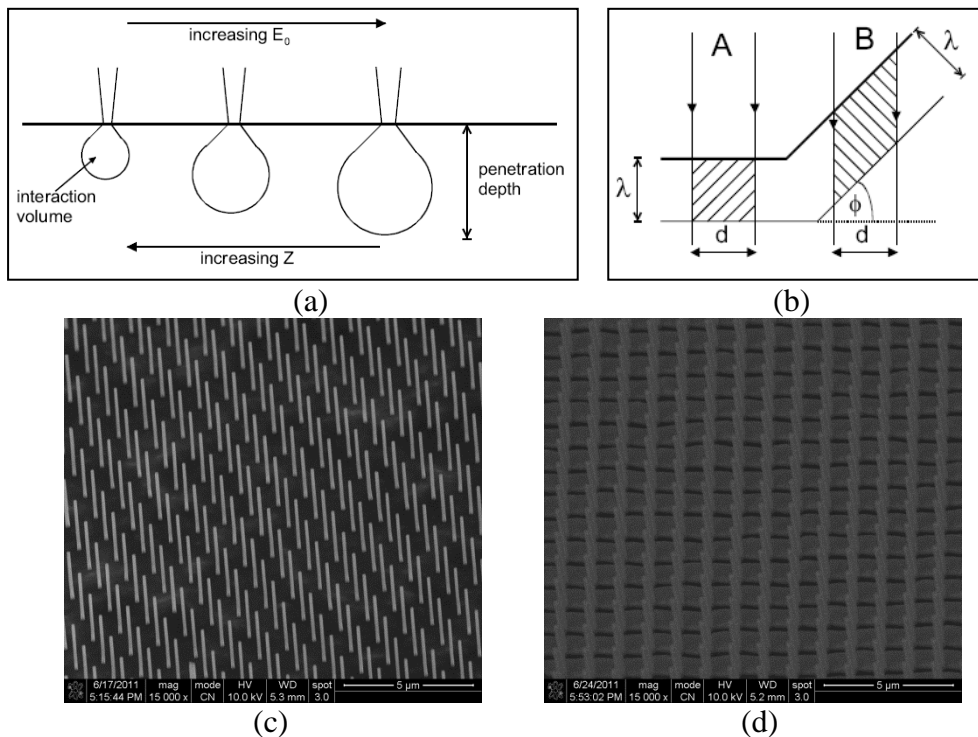 increasing E₀
interaction
volume
penetration
depth
increasing Z
(a)
A
B
λ
λ
ϕ
d
d
(b)
6/17/2011 mag mode HV WD spot
5:15:44 PM 15 000 x CN 10.0 kV 5.3 mm 3.0
5 µm
(c)
6/24/2011 mag mode HV WD spot
5:53:02 PM 15 000 x CN 10.0 kV 5.2 mm 3.0
5 µm
(d)